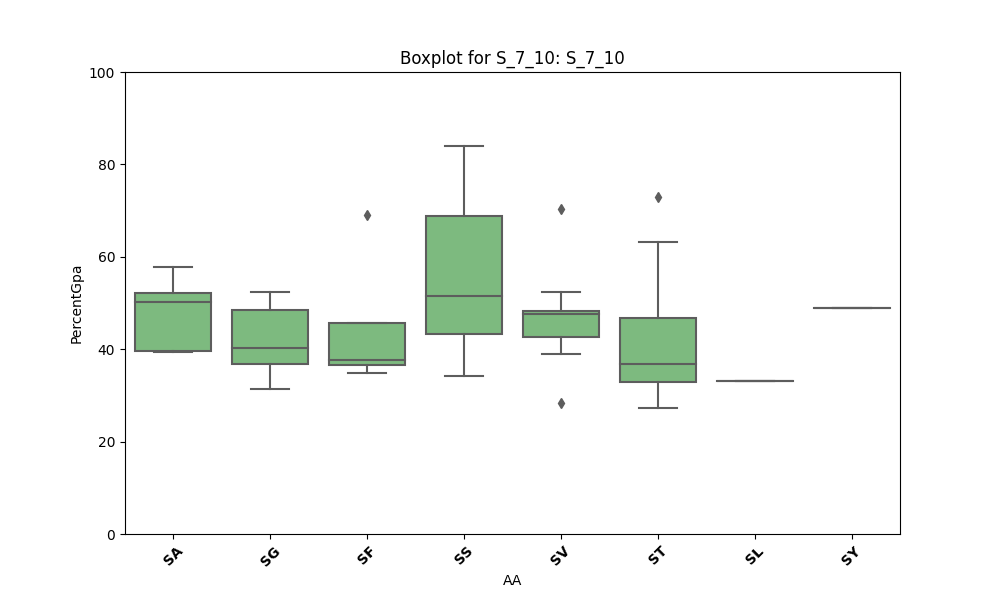 Boxplot for S_7_10: S_7_10
100
80
60
40
20
0
PercentGpa
SA
SG
SF
SS
SV
ST
SL
SY
AA